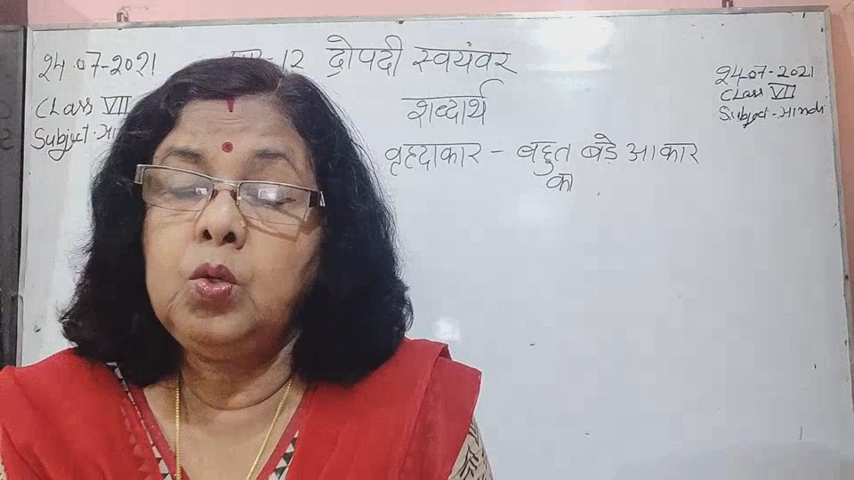 24.07-2021
-12 द्रोपदी स्वयंवर
24.07-2021
Class VII
शब्दार्थ
Class VII
Subject-
Subject-
बृहदाकार - बहुत बड़े आकार
का